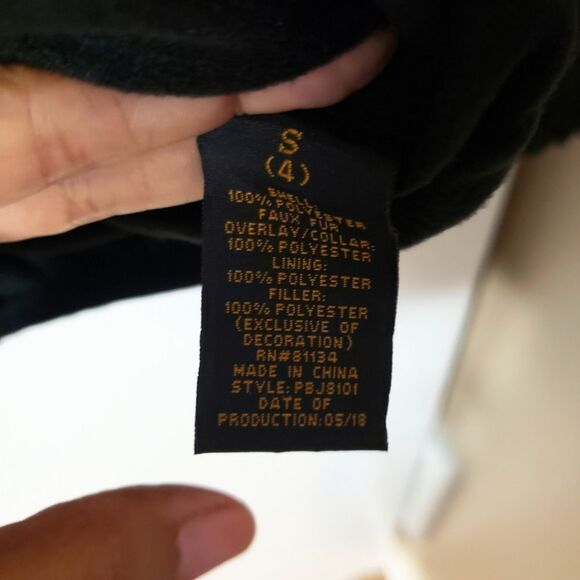 S
(4)
SHELL:
100% POLYESTER
FAUX FUR
OVERLAY/COLLAR:
100% POLYESTER
LINING:
100% POLYESTER
FILLER:
100% POLYESTER
(EXCLUSIVE OF
DECORATION)
RN#81134
MADE IN CHINA
STYLE: PBJ8101
DATE OF
PRODUCTION: 05/18